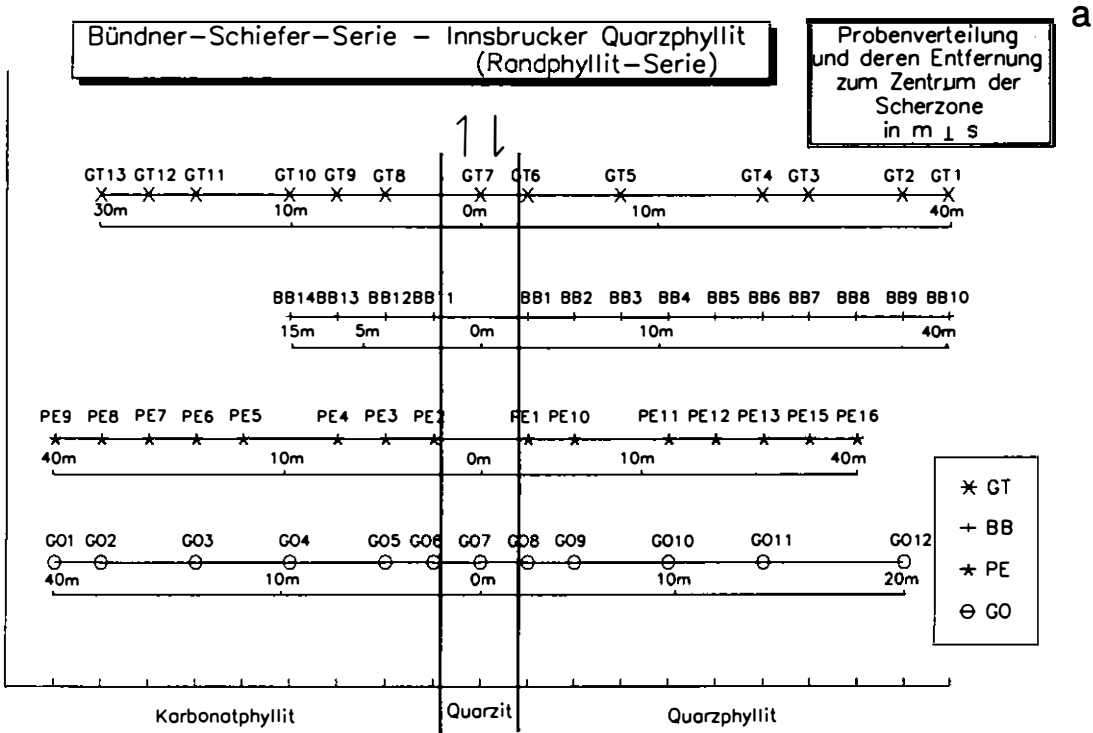 a
Bündner-Schiefer-Serie - Innsbrucker Quarzphyllit
(Randphyllit-Serie)
Probenverteilung
und deren Entfernung
zum Zentrum der
Scherzone
in m ⊥ s
GT13 GT12 GT11 GT10 GT9 GT8 GT7 GT6 GT5 GT4 GT3 GT2 GT1
30m 10m 0m 10m 40m
BB14 BB13 BB12 BB11 BB1 BB2 BB3 BB4 BB5 BB6 BB7 BB8 BB9 BB10
15m 5m 0m 10m 40m
PE9 PE8 PE7 PE6 PE5 PE4 PE3 PE2 PE1 PE10 PE11 PE12 PE13 PE15 PE16
40m 10m 0m 10m 40m
GO1 GO2 GO3 GO4 GO5 GO6 GO7 GO8 GO9 GO10 GO11 GO12
40m 10m 0m 10m 20m
GT
BB
PE
GO
Karbonatphyllit Quarzit Quarzphyllit